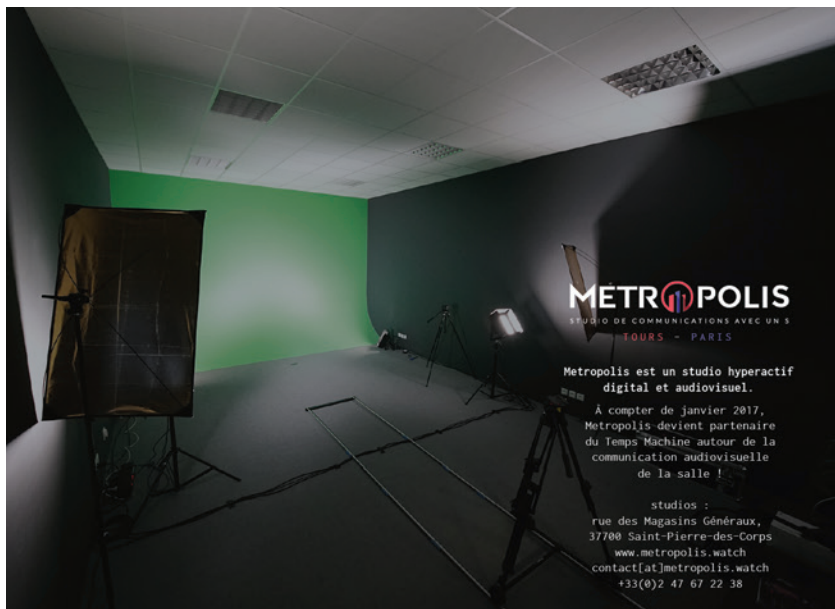 MÉTROPOLIS
STUDIO DE COMMUNICATIONS AVEC UN S
TOURS - PARIS
Metropolis est un studio hyperactif
digital et audiovisuel.
À compter de janvier 2017,
Metropolis devient partenaire
du Temps Machine autour de la
communication audiovisuelle
de la salle !
studios :
rue des Magasins Généraux,
37700 Saint-Pierre-des-Corps
www.metropolis.watch
contact[at]metropolis.watch
+33(0)2 47 67 22 38